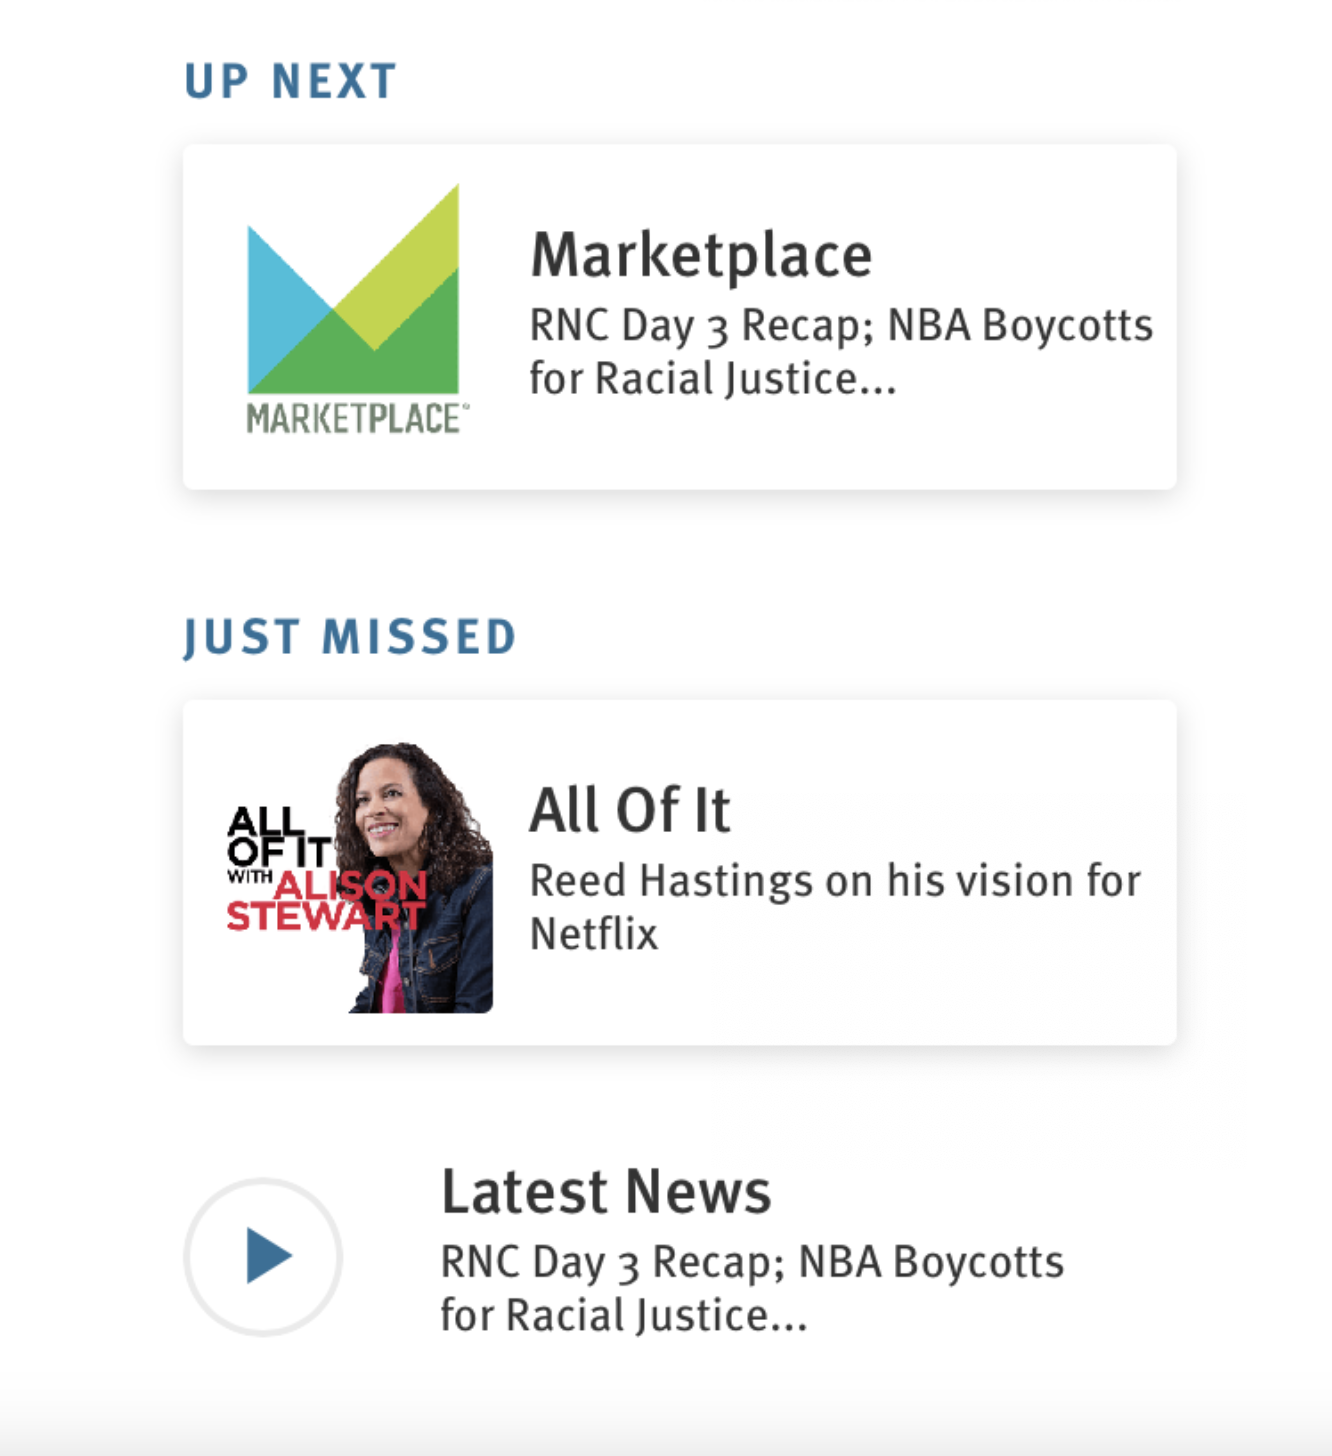 UP NEXT
MARKETPLACE®
Marketplace
RNC Day 3 Recap; NBA Boycotts
for Racial Justice...
JUST MISSED
ALL
OF IT
WITH ALISON
STEWART
All Of It
Reed Hastings on his vision for
Netflix
Latest News
RNC Day 3 Recap; NBA Boycotts
for Racial Justice...